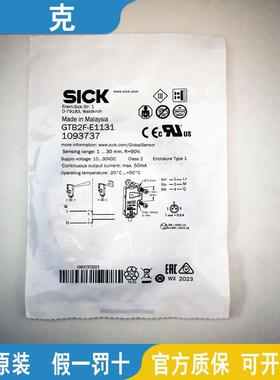 克
SICK
Erwin-Sick Str. 1
D-79183, Waldkirch
Made in Malaysia
GTB2F-E1131
1093737
more information: www.sick.com/GlobalSensor
Sensing range: 1... 30 mm, R=90%
Supply voltage: 10...30VDC Class 2 Enclosure Type 1
Continuous output current: max. 50mA
Operating temperature: -20°C ...+50°C
WX 2023
原装 假一罚十 官方质保 可开